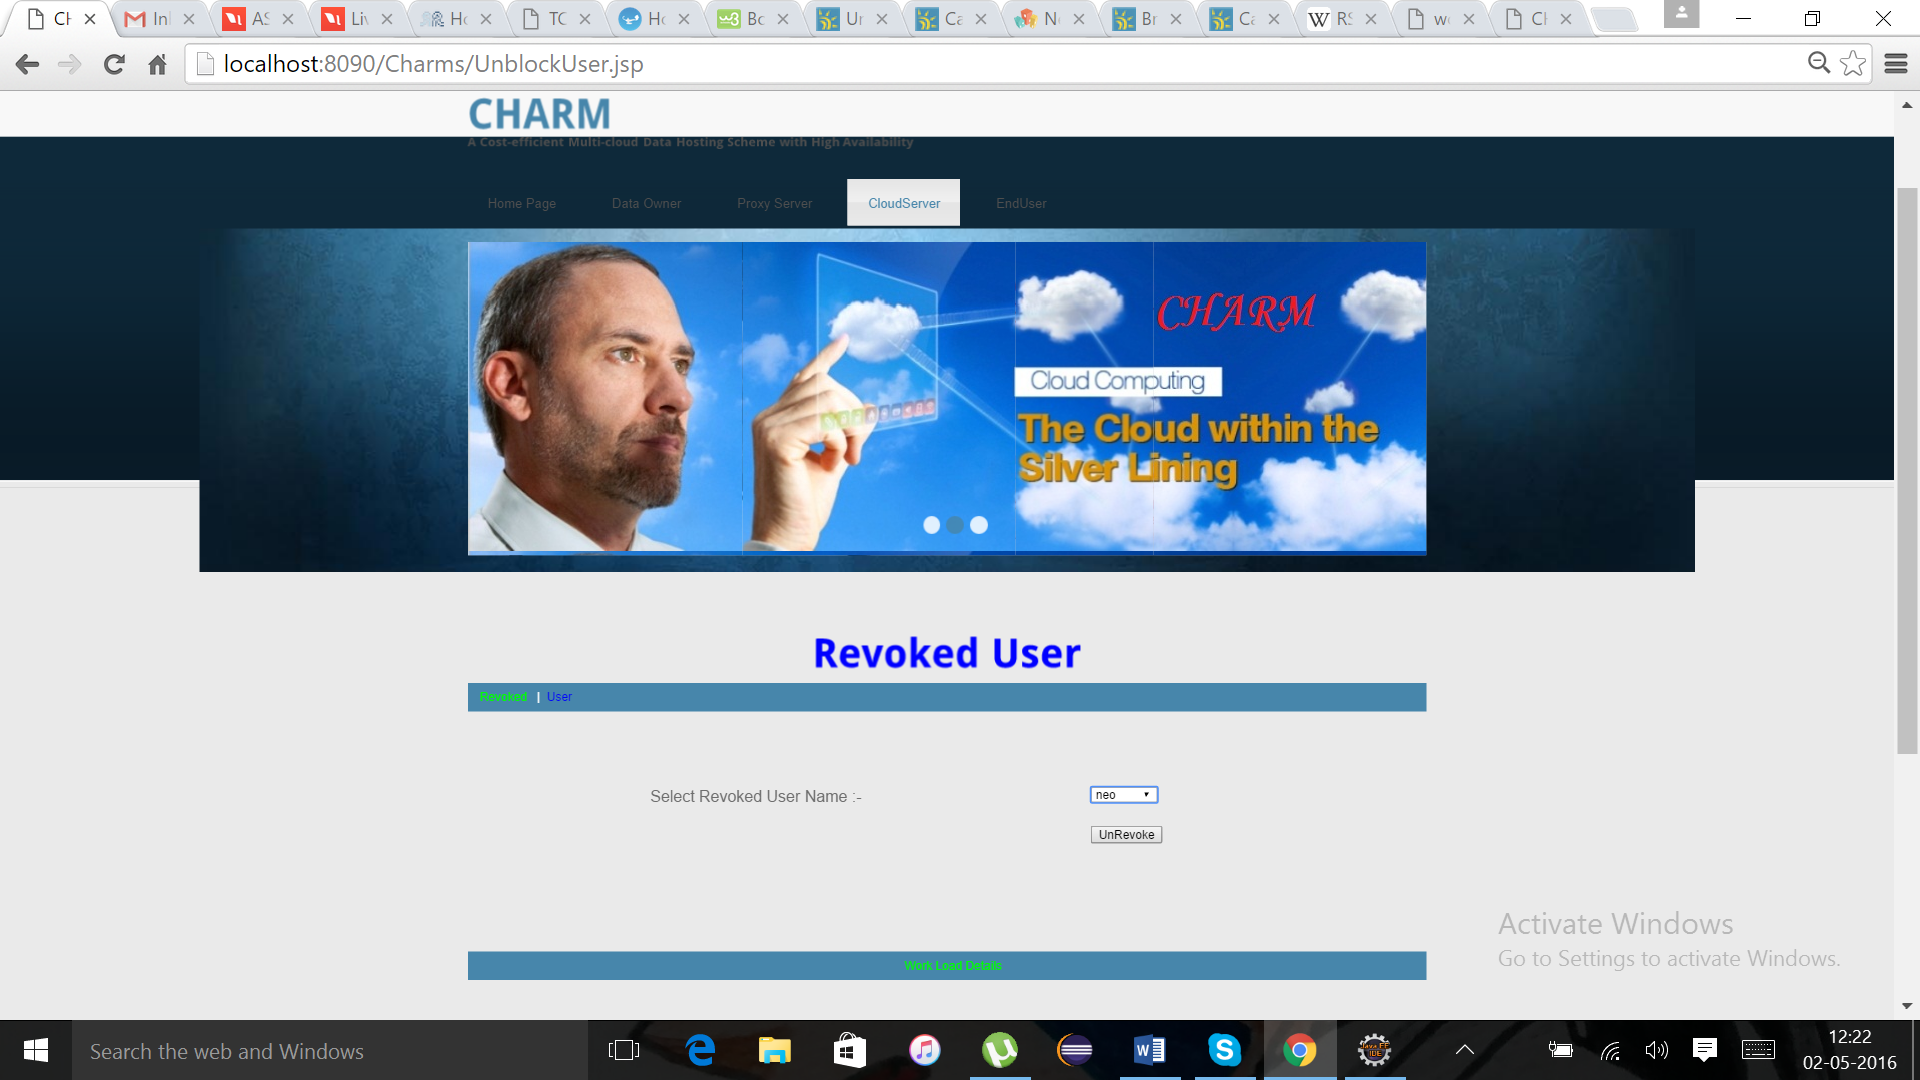 Cl
In
AS
Liv
Ho
TC
Ho
Bo
Ur
Ca
N
Br
Ca
RS
Cl
localhost:8090/Charms/UnblockUser.jsp
CHARM
A Cost-efficient Multi-cloud Data Hosting Scheme with High Availability
Home Page Data Owner Proxy Server CloudServer EndUser
CHARM
Cloud Computing
The Cloud within the
Silver Lining
Revoked User
Revoked | User
Select Revoked User Name :- neo
UnRevoke
Activate Windows
Go to Settings to activate Windows.
Work Load Details
Search the web and Windows
12:22
02-05-2016